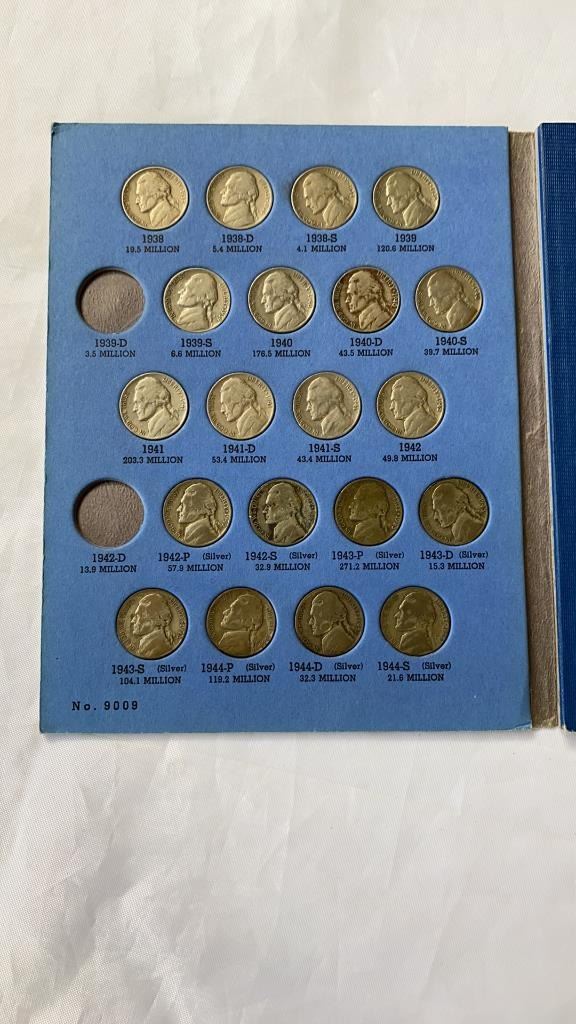 1938 1938-D 1938-S 1939
19.5 MILLION 5.4 MILLION 4.1 MILLION 120.6 MILLION
1939-D 1939-S 1940 1940-D 1940-S
3.5 MILLION 6.6 MILLION 176.5 MILLION 43.5 MILLION 39.7 MILLION
1941 1941-D 1941-S 1942
203.3 MILLION 53.4 MILLION 43.4 MILLION 49.8 MILLION
1942-D 1942-P (Silver) 1942-S (Silver) 1943-P (Silver) 1943-D (Silver)
13.9 MILLION 57.9 MILLION 32.9 MILLION 271.2 MILLION 15.3 MILLION
1943-S (Silver) 1944-P (Silver) 1944-D (Silver) 1944-S (Silver)
104.1 MILLION 119.2 MILLION 32.3 MILLION 21.6 MILLION
No. 9009